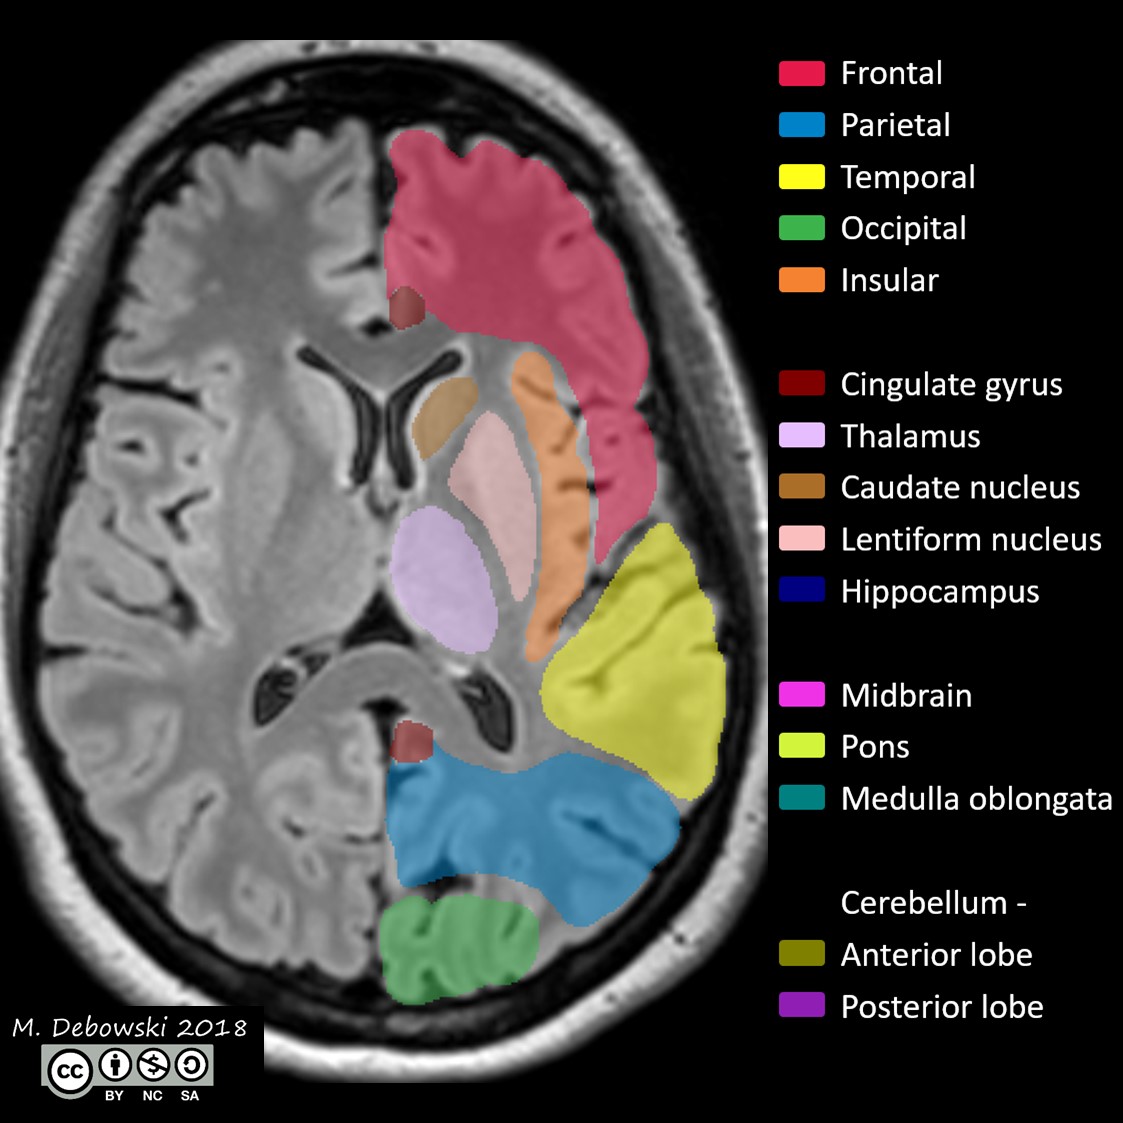 Frontal
Parietal
Temporal
Occipital
Insular
Cingulate gyrus
Thalamus
Caudate nucleus
Lentiform nucleus
Hippocampus
Midbrain
Pons
Medulla oblongata
Cerebellum -
Anterior lobe
Posterior lobe
M. Debowski 2018
cc
BY NC SA